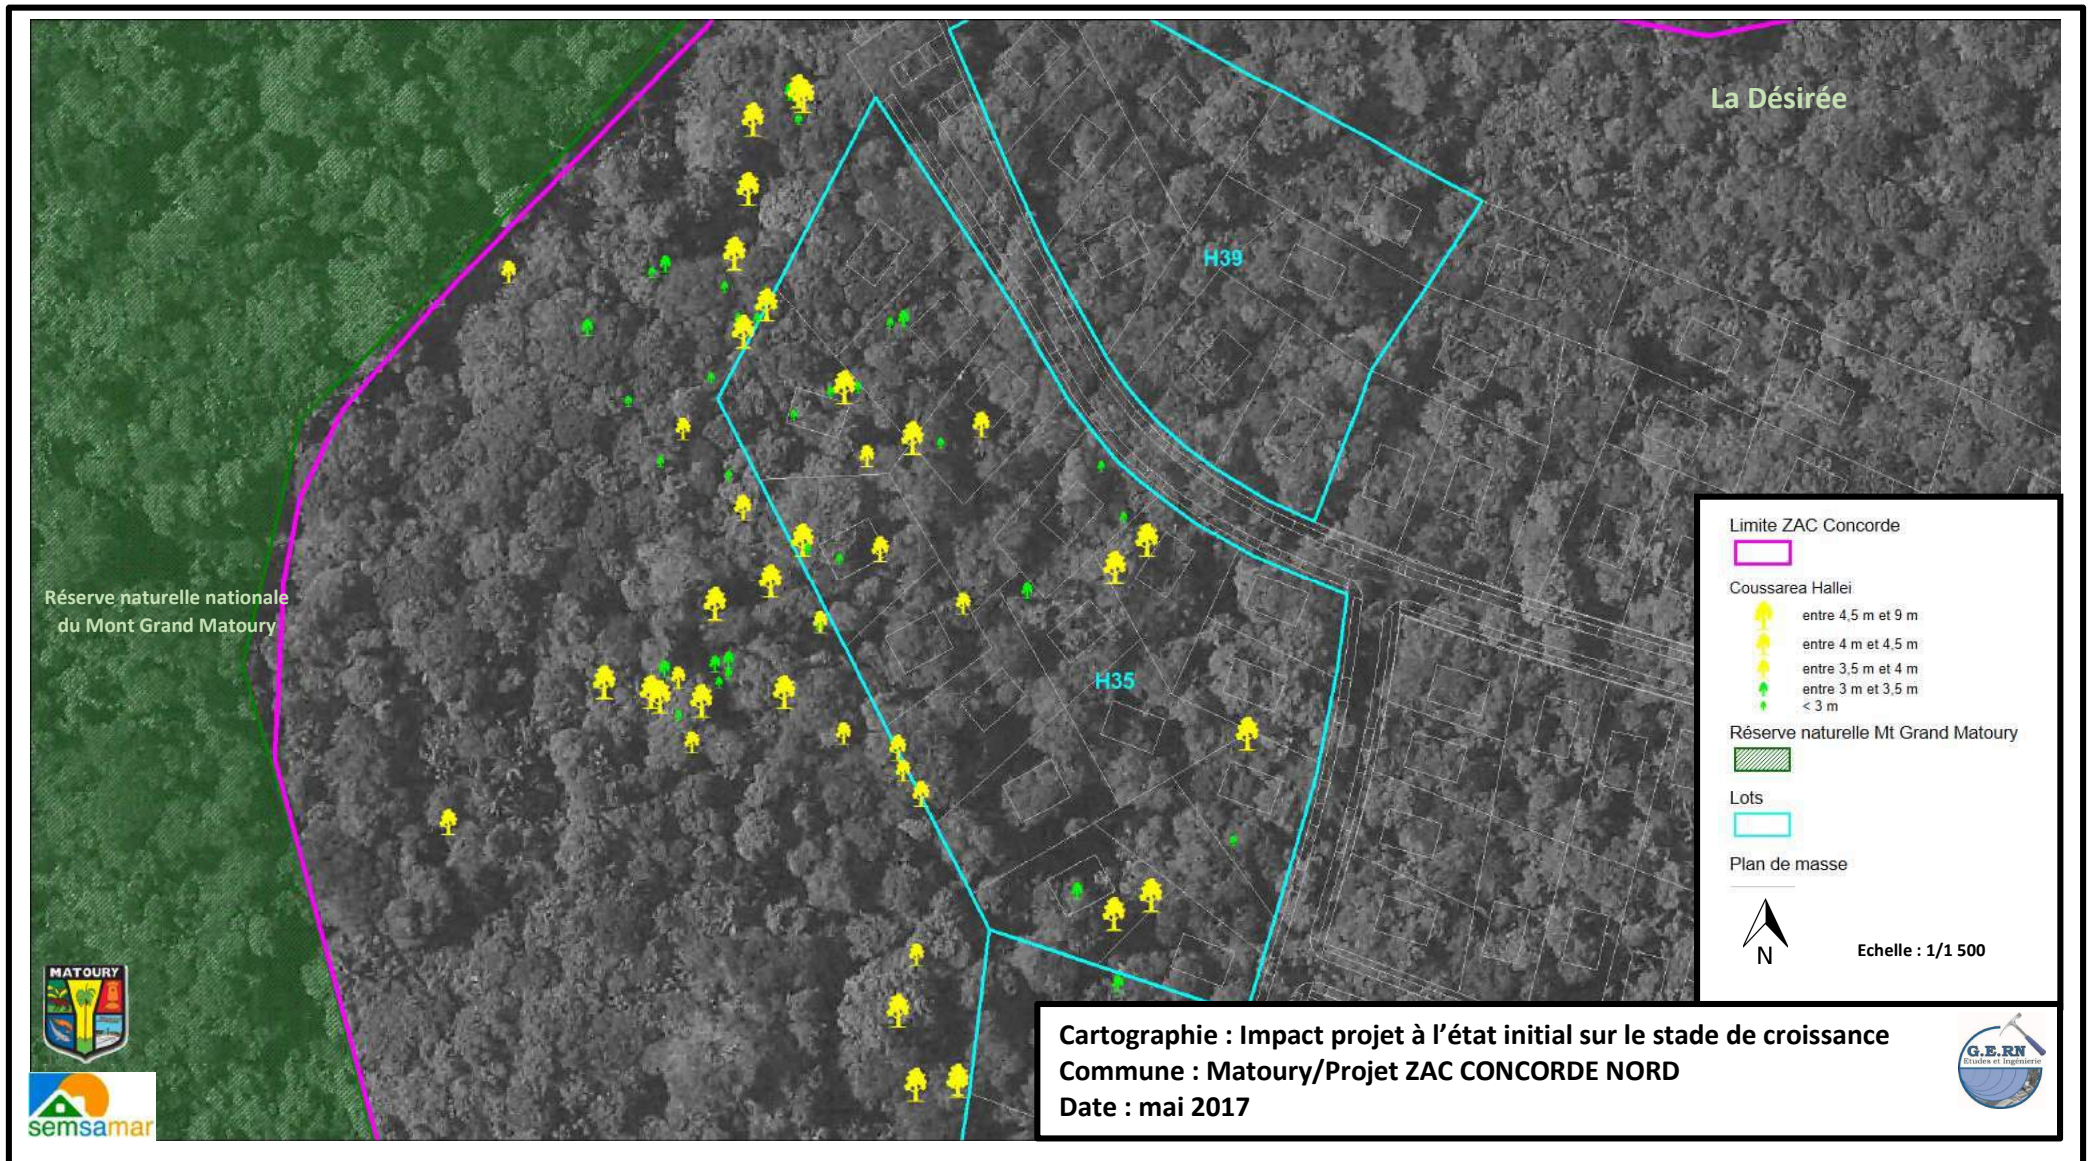 La Désirée
H39
Réserve naturelle nationale
du Mont Grand Matoury
H35
Limite ZAC Concorde
Coussarea Hallei
entre 4,5 m et 9 m
entre 4 m et 4,5 m
entre 3,5 m et 4 m
entre 3 m et 3,5 m
< 3 m
Réserve naturelle Mt Grand Matoury
Lots
Plan de masse
N
Echelle : 1/1 500
MATOURY
semsamar
Cartographie : Impact projet à l’état initial sur le stade de croissance
Commune : Matoury/Projet ZAC CONCORDE NORD
Date : mai 2017
G.E.RN
Etudes et Ingénierie